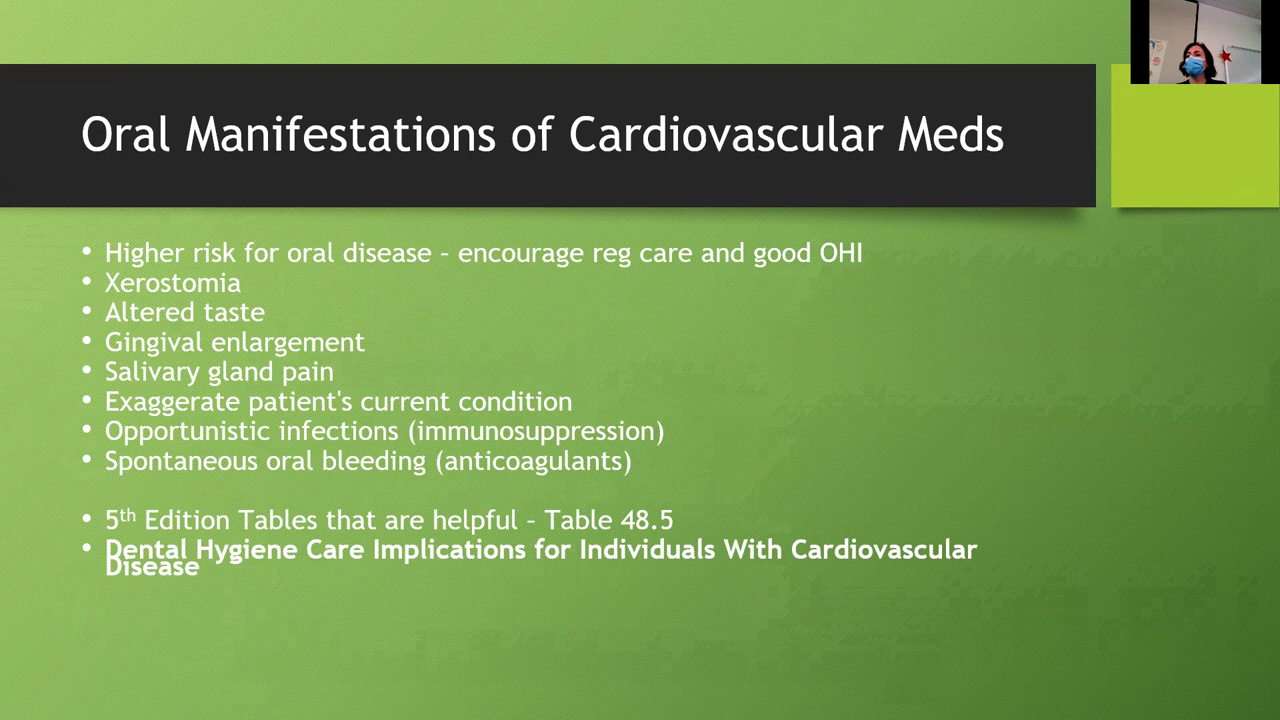 Oral Manifestations of Cardiovascular Meds
• Higher risk for oral disease – encourage reg care and good OHI
• Xerostomia
• Altered taste
• Gingival enlargement
• Salivary gland pain
• Exaggerate patient's current condition
• Opportunistic infections (immunosuppression)
• Spontaneous oral bleeding (anticoagulants)
• 5th Edition Tables that are helpful – Table 48.5
• Dental Hygiene Care Implications for Individuals With Cardiovascular
Disease